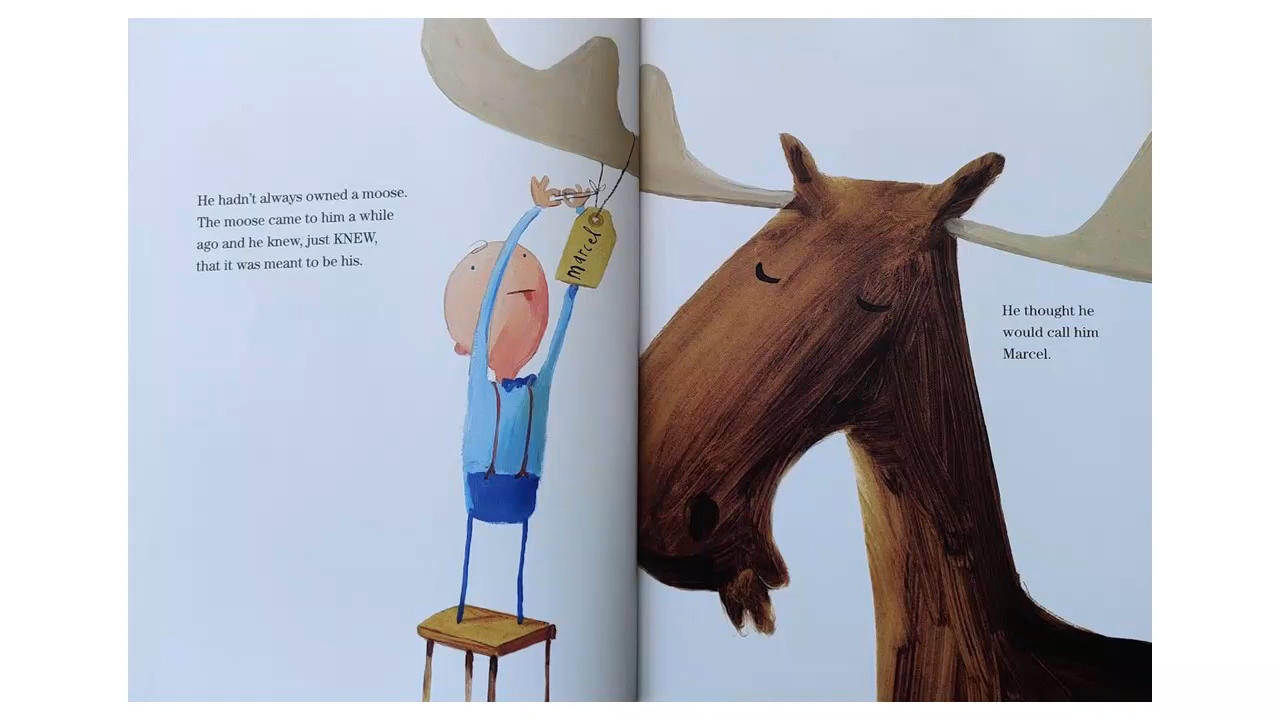 He hadn't always owned a moose.
The moose came to him a while
ago and he knew, just KNEW,
that it was meant to be his.
marcel
He thought he
would call him
Marcel.